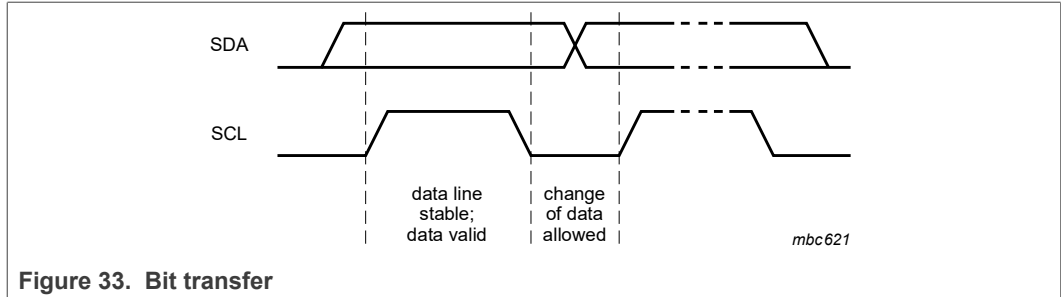 SDA
SCL
data line
stable;
data valid
change
of data
allowed
mbc621
Figure 33. Bit transfer